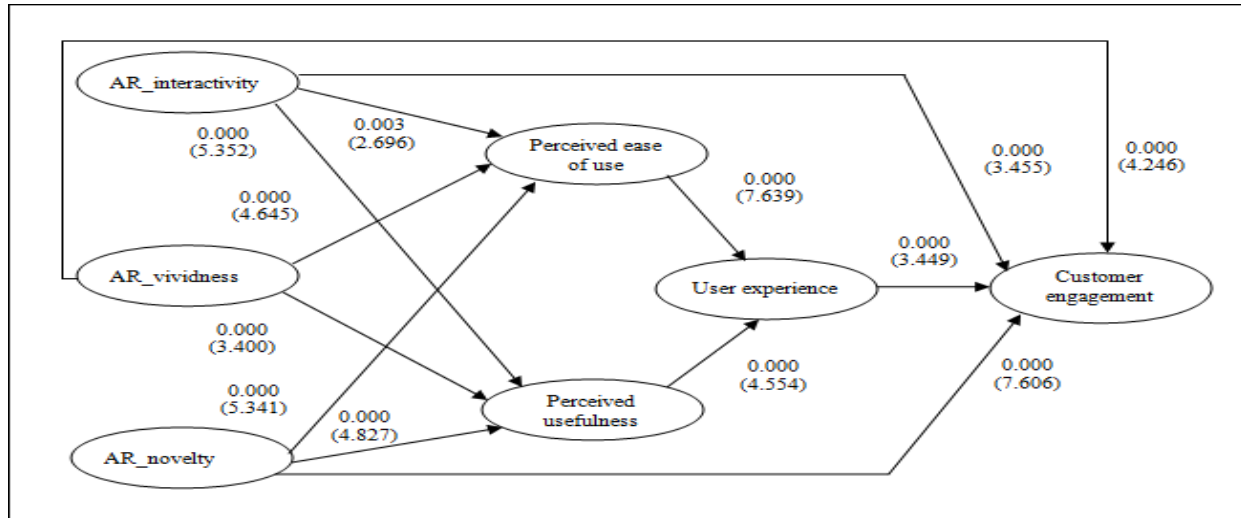 AR_interactivity
0.000
(5.352)
0.003
(2.696)
Perceived ease
of use
0.000
(3.455)
0.000
(4.246)
0.000
(4.645)
0.000
(7.639)
AR_vividness
User experience
0.000
(3.449)
Customer
engagement
0.000
(3.400)
0.000
(4.554)
0.000
(7.606)
0.000
(5.341)
0.000
(4.827)
Perceived
usefulness
AR_novelty